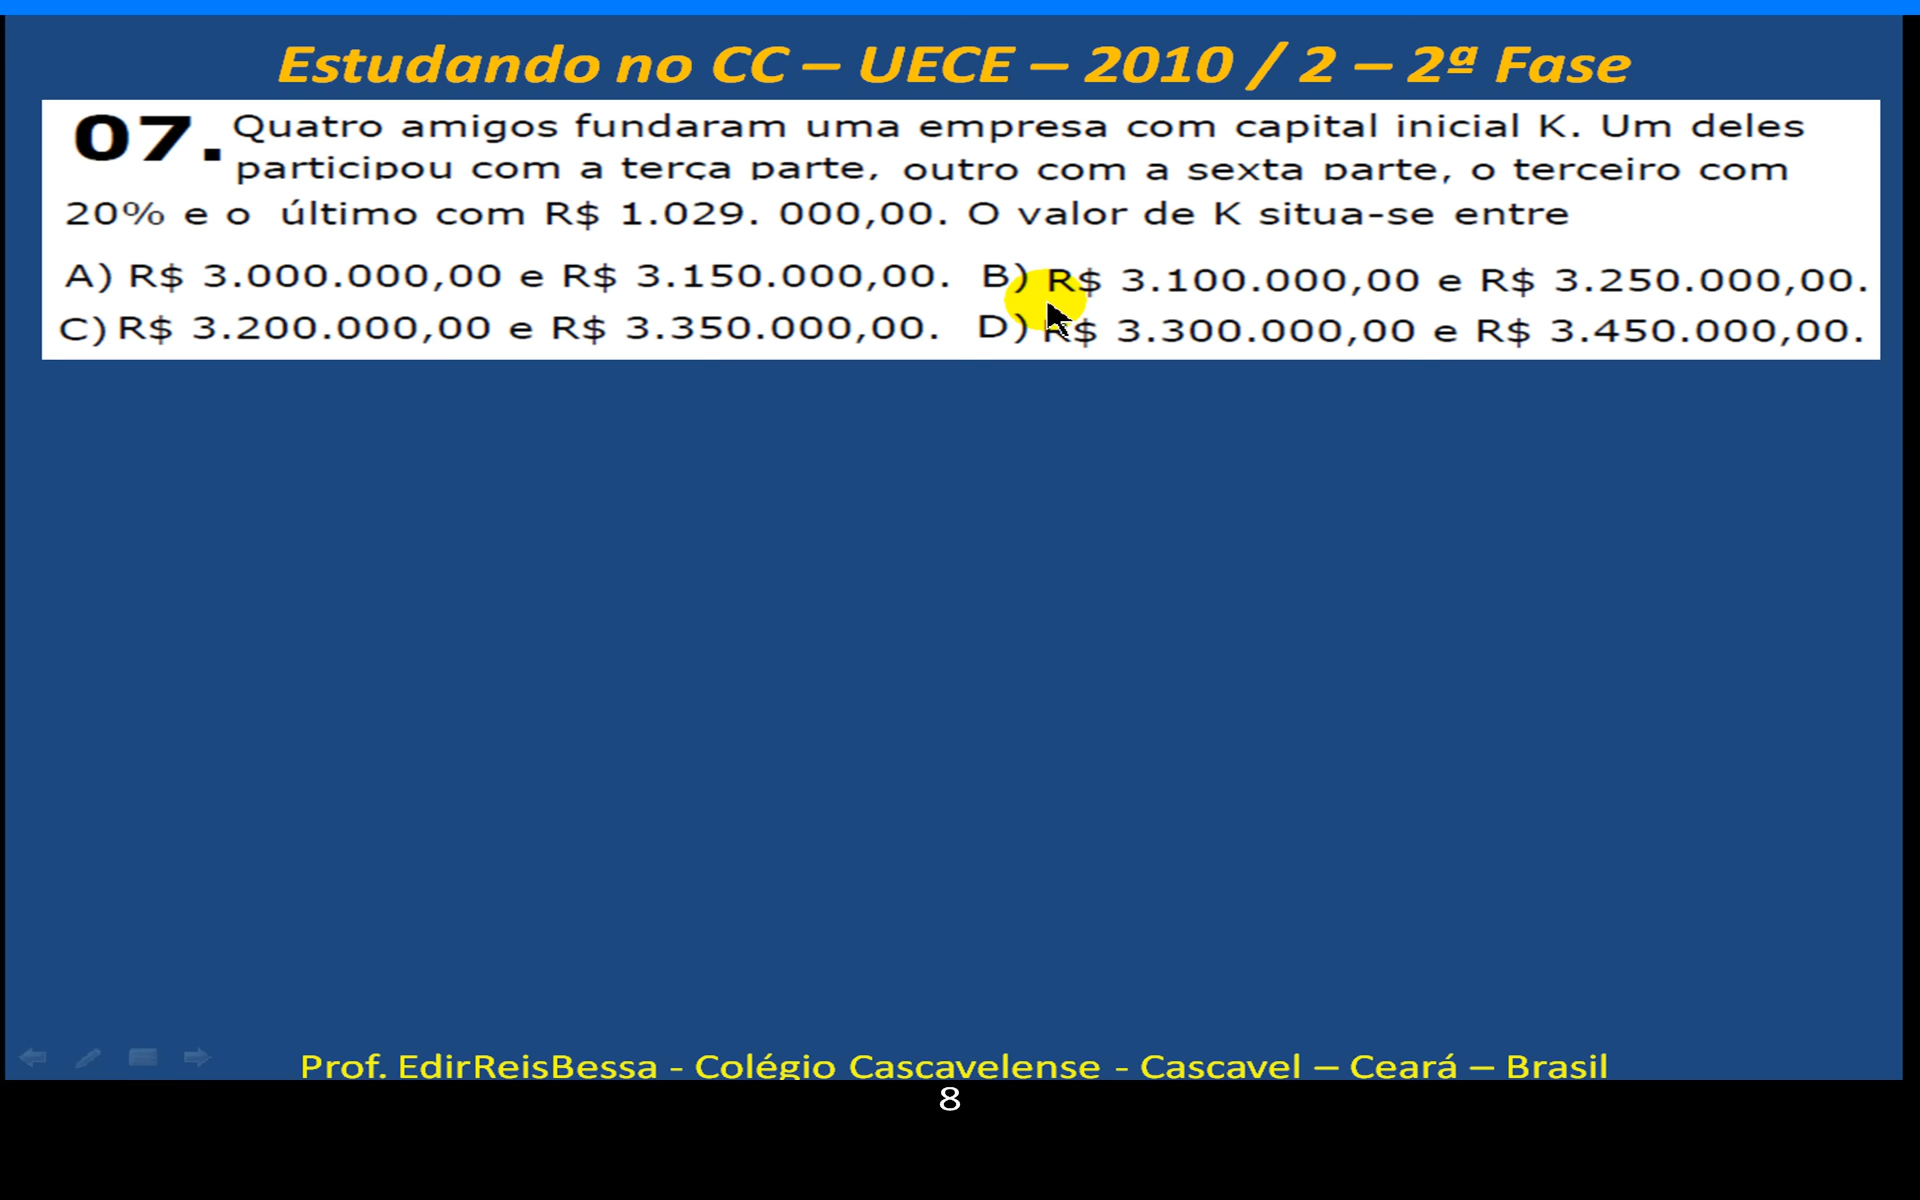 Estudando no CC – UECE – 2010 / 2 – 2ª Fase
07. Quatro amigos fundaram uma empresa com capital inicial K. Um deles
participou com a terça parte, outro com a sexta parte, o terceiro com
20% e o último com R$ 1.029. 000,00. O valor de K situa-se entre
A) R$ 3.000.000,00 e R$ 3.150.000,00. B) R$ 3.100.000,00 e R$ 3.250.000,00.
C) R$ 3.200.000,00 e R$ 3.350.000,00. D) R$ 3.300.000,00 e R$ 3.450.000,00.
Prof. EdirReisBessa - Colégio Cascavelense - Cascavel – Ceará – Brasil
8